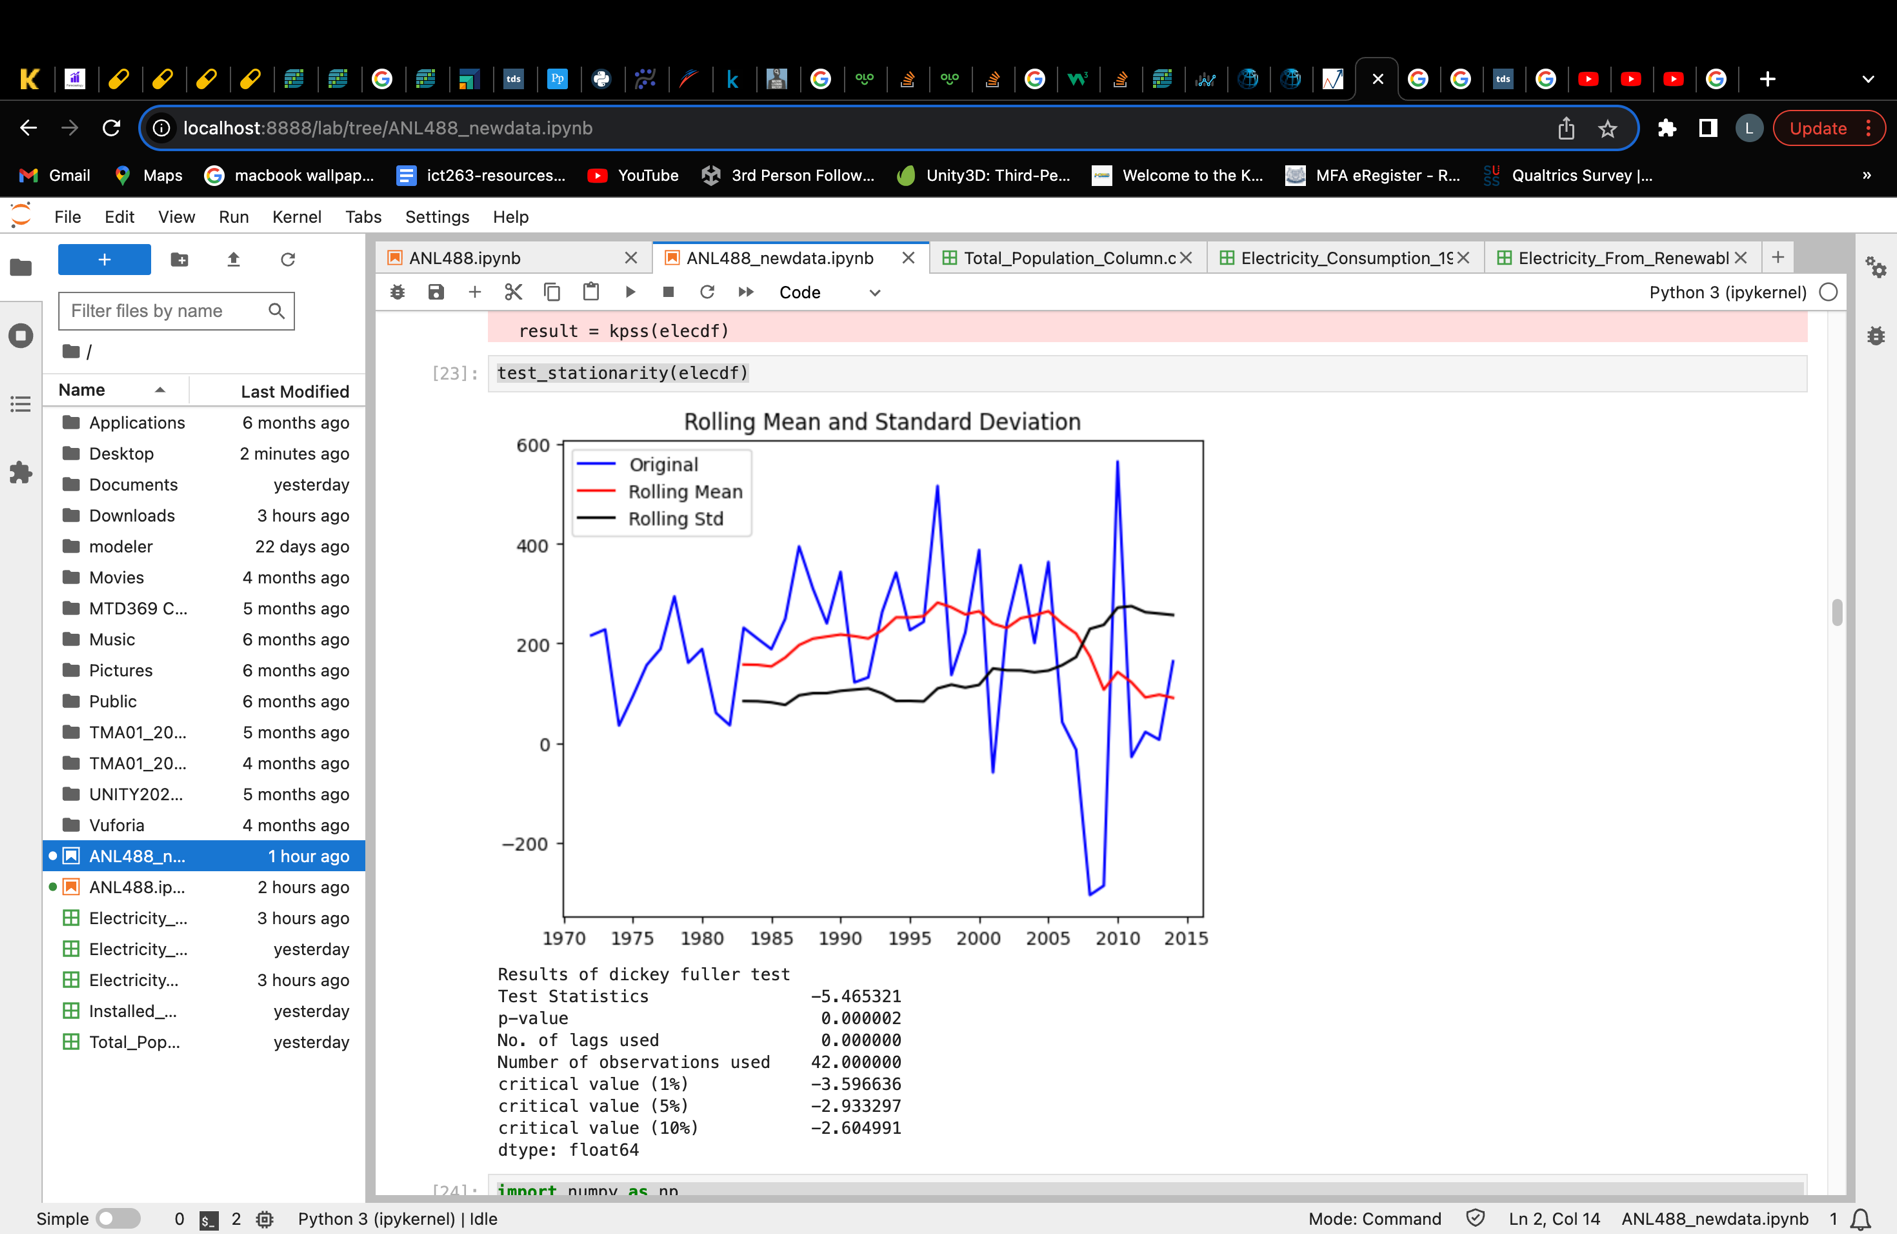 localhost:8888/lab/tree/ANL488_newdata.ipynb
L
Update
Gmail
Maps
macbook wallpap...
ict263-resources...
YouTube
3rd Person Follow...
Unity3D: Third-Pe...
Welcome to the K...
MFA eRegister - R...
Qualtrics Survey |...
»
File Edit View Run Kernel Tabs Settings Help
ANL488.ipynb
ANL488_newdata.ipynb
Total_Population_Column.c
Electricity_Consumption_19
Electricity_From_Renewabl
Code
Python 3 (ipykernel)
Filter files by name
/
Name Last Modified
Applications 6 months ago
Desktop 2 minutes ago
Documents yesterday
Downloads 3 hours ago
modeler 22 days ago
Movies 4 months ago
MTD369 C... 5 months ago
Music 6 months ago
Pictures 6 months ago
Public 6 months ago
TMA01_20... 5 months ago
TMA01_20... 4 months ago
UNITY202... 5 months ago
Vuforia 4 months ago
ANL488_n... 1 hour ago
ANL488.ip... 2 hours ago
Electricity_... 3 hours ago
Electricity_... yesterday
Electricity... 3 hours ago
Installed_... yesterday
Total_Pop... yesterday
result = kpss(elecdf)
[23]: test_stationarity(elecdf)
Rolling Mean and Standard Deviation
Original
Rolling Mean
Rolling Std
600
400
200
0
−200
1970 1975 1980 1985 1990 1995 2000 2005 2010 2015
Results of dickey fuller test
Test Statistics -5.465321
p-value 0.000002
No. of lags used 0.000000
Number of observations used 42.000000
critical value (1%) -3.596636
critical value (5%) -2.933297
critical value (10%) -2.604991
dtype: float64
[24]: import numpy as np
Simple 0 2 Python 3 (ipykernel) | Idle
Mode: Command Ln 2, Col 14 ANL488_newdata.ipynb 1